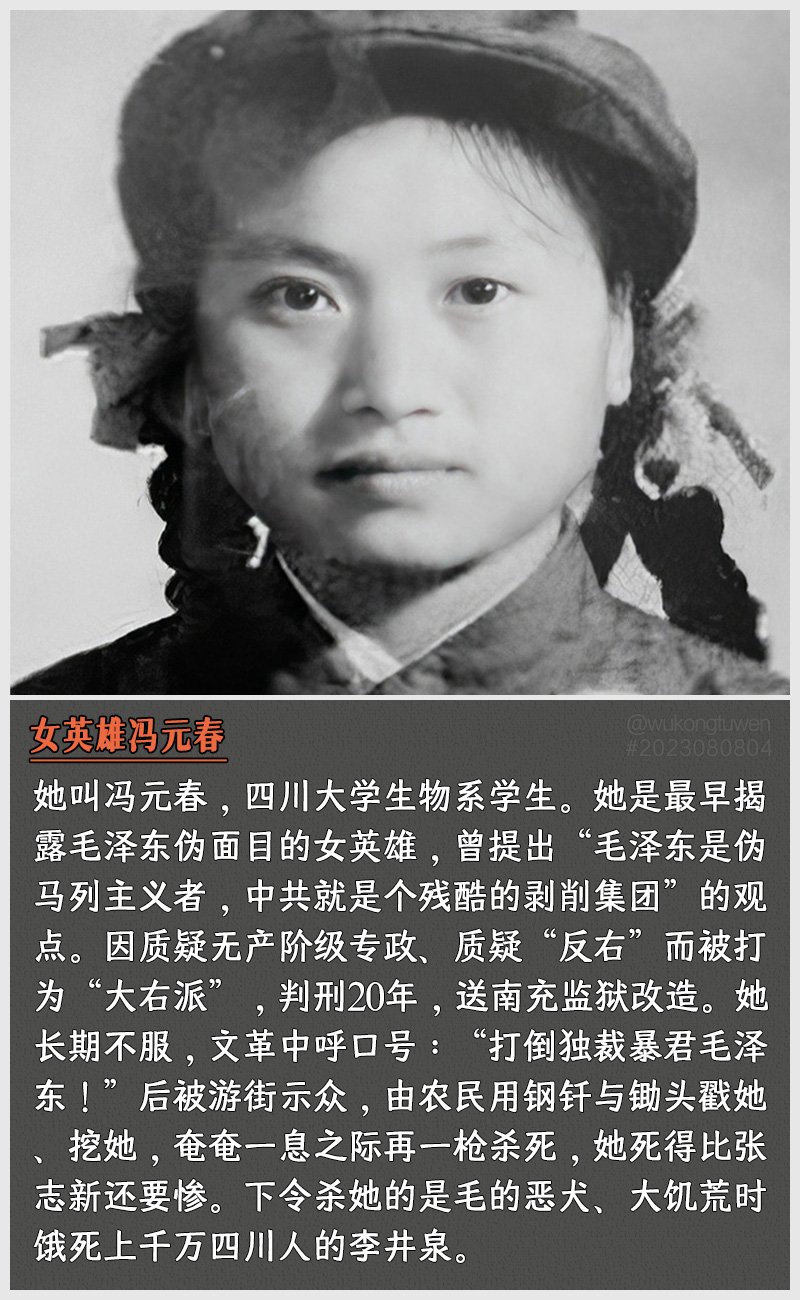 女英雄冯元春
@wukongtuwen
#2023080804
她叫冯元春，四川大学生物系学生。她是最早揭
露毛泽东伪面目的女英雄，曾提出“毛泽东是伪
马列主义者，中共就是个残酷的剥削集团”的观
点。因质疑无产阶级专政、质疑“反右”而被打
为“大右派”，判刑20年，送南充监狱改造。她
长期不服，文革中呼口号：“打倒独裁暴君毛泽
东！”后被游街示众，由农民用钢钎与锄头戳她
、挖她，奄奄一息之际再一枪杀死，她死得比张
志新还要惨。下令杀她的是毛的恶犬、大饥荒时
饿死上千万四川人的李井泉。